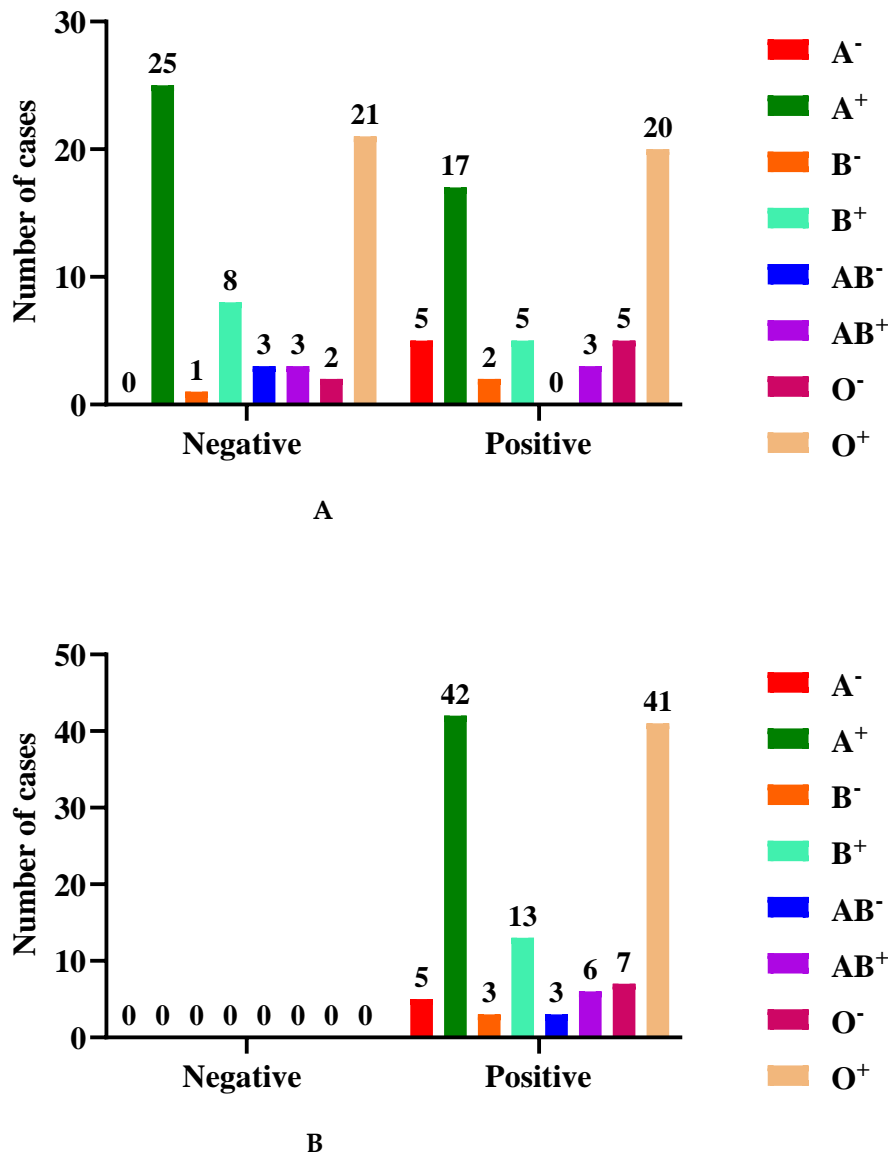 30
25
A⁻
A⁺
21
20
20
17
B⁻
Number of cases
B⁺
10
8
AB⁻
5
5
5
AB⁺
3
3
3
2
2
1
0
0
O⁻
0
Negative
Positive
O⁺
A
50
42
41
A⁻
40
A⁺
30
B⁻
Number of cases
B⁺
20
13
AB⁻
10
7
6
5
3
3
AB⁺
0 0 0 0 0 0 0 0
O⁻
0
Negative
Positive
O⁺
B